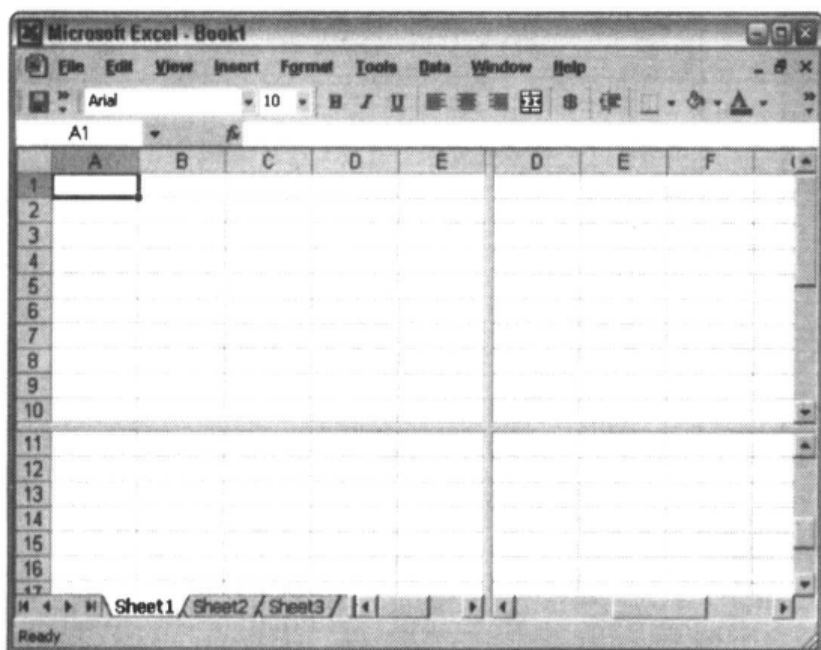 Microsoft Excel - Book1
File Edit View Insert Format Tools Data Window Help
Arial 10 B I U $ A
A1 fx
A B C D E D E F
1
2
3
4
5
6
7
8
9
10
11
12
13
14
15
16
17
Sheet1 Sheet2 Sheet3
Ready